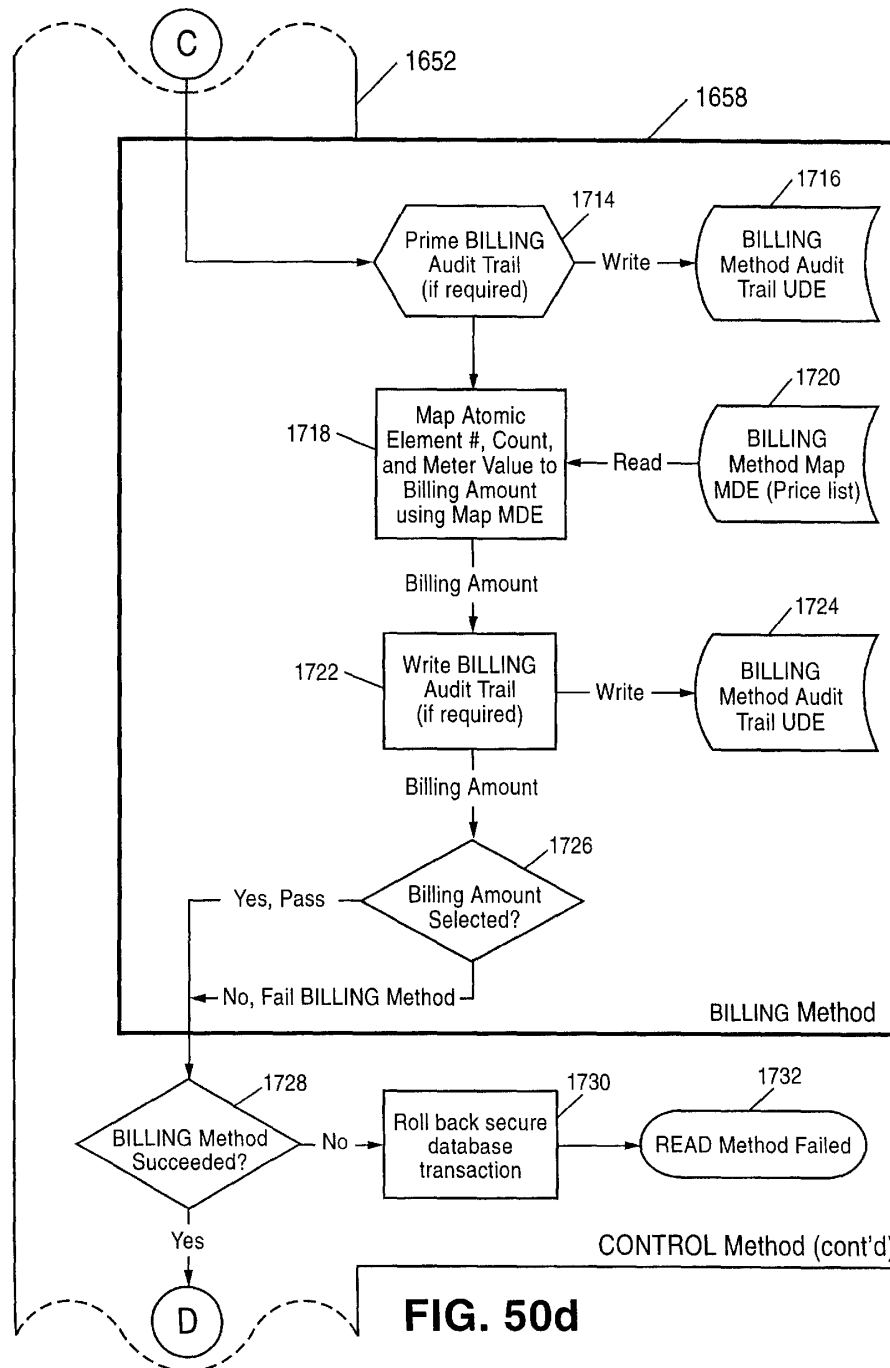 C
1652
1658
1714
Prime BILLING
Audit Trail
(if required)
Write
1716
BILLING
Method Audit
Trail UDE
1718
Map Atomic
Element #, Count,
and Meter Value to
Billing Amount
using Map MDE
Read
1720
BILLING
Method Map
MDE (Price list)
Billing Amount
1722
Write BILLING
Audit Trail
(if required)
Write
1724
BILLING
Method Audit
Trail UDE
Billing Amount
1726
Billing Amount
Selected?
Yes, Pass
No, Fail BILLING Method
BILLING Method
1728
BILLING Method
Succeeded?
No
1730
Roll back secure
database
transaction
1732
READ Method Failed
Yes
CONTROL Method (cont'd)
D
FIG. 50d